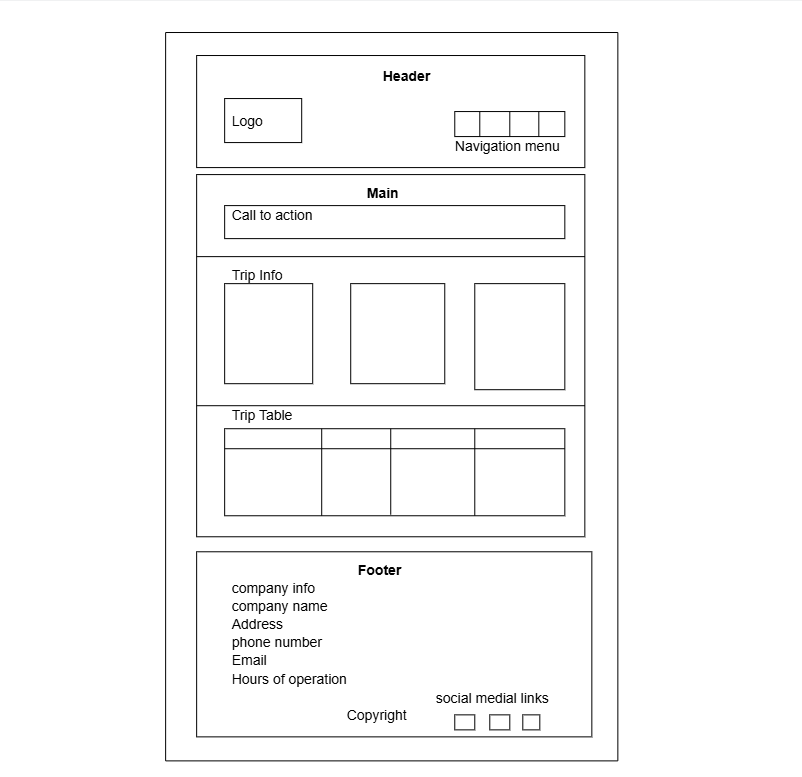 Header
Logo
Navigation menu
Main
Call to action
Trip Info
Trip Table
Footer
company info
company name
Address
phone number
Email
Hours of operation
social medial links
Copyright